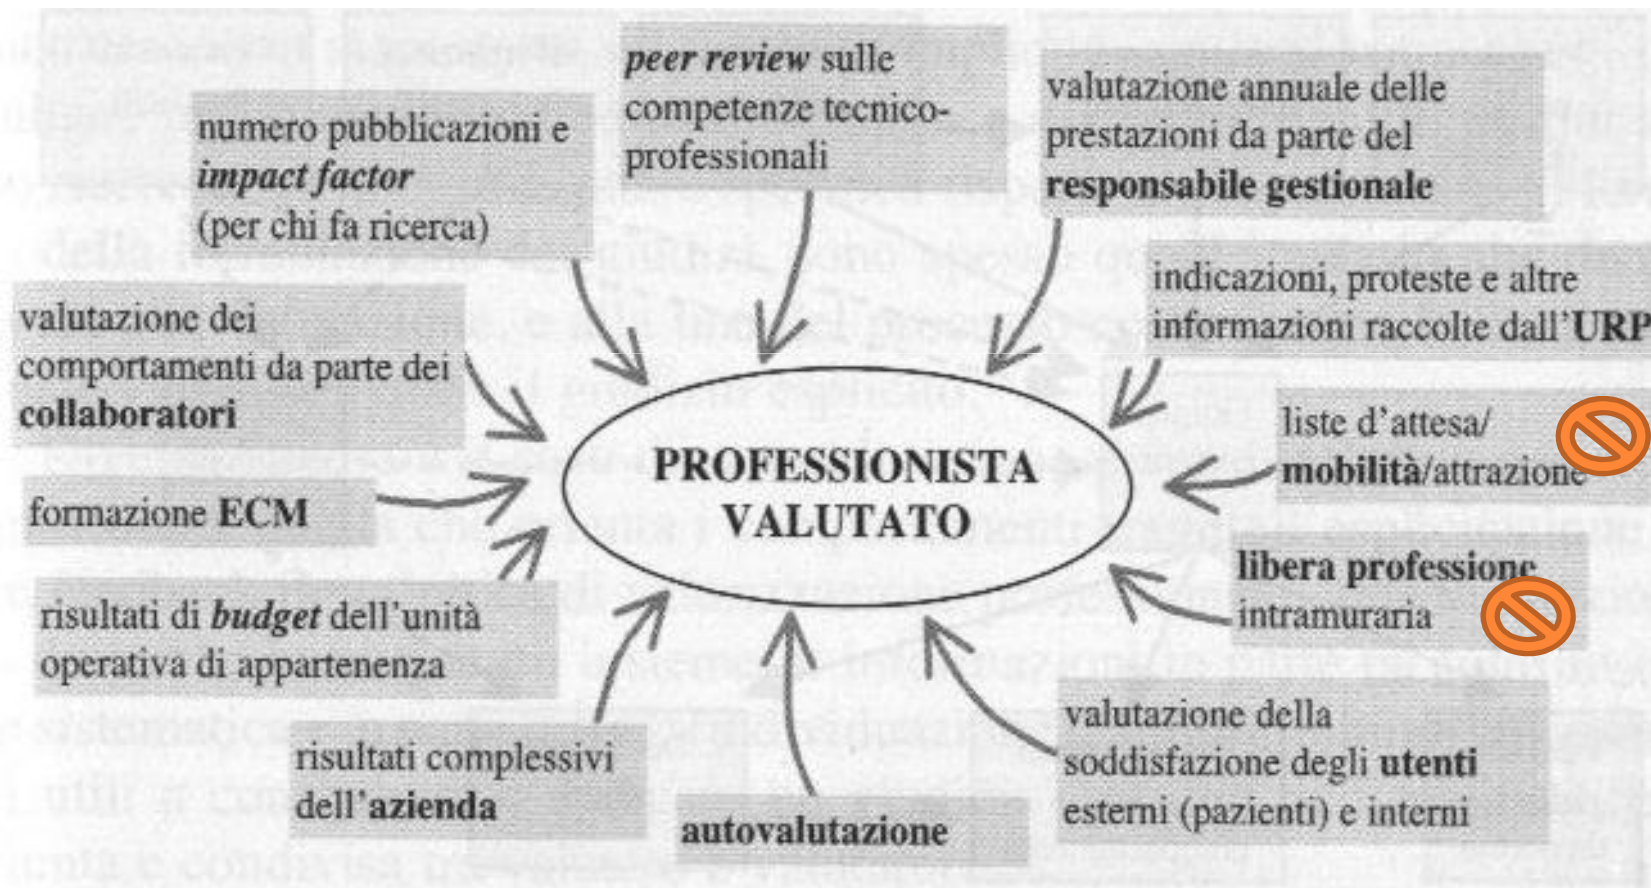 peer review sulle
competenze tecnico-
professionali
valutazione annuale delle
prestazioni da parte del
responsabile gestionale
numero pubblicazioni e
impact factor
(per chi fa ricerca)
indicazioni, proteste e altre
informazioni raccolte dall'URP
valutazione dei
comportamenti da parte dei
collaboratori
liste d'attesa/
mobilità/attrazione
PROFESSIONISTA
VALUTATO
formazione ECM
libera professione
intramuraria
risultati di budget dell'unità
operativa di appartenenza
valutazione della
soddisfazione degli utenti
esterni (pazienti) e interni
risultati complessivi
dell'azienda
autovalutazione